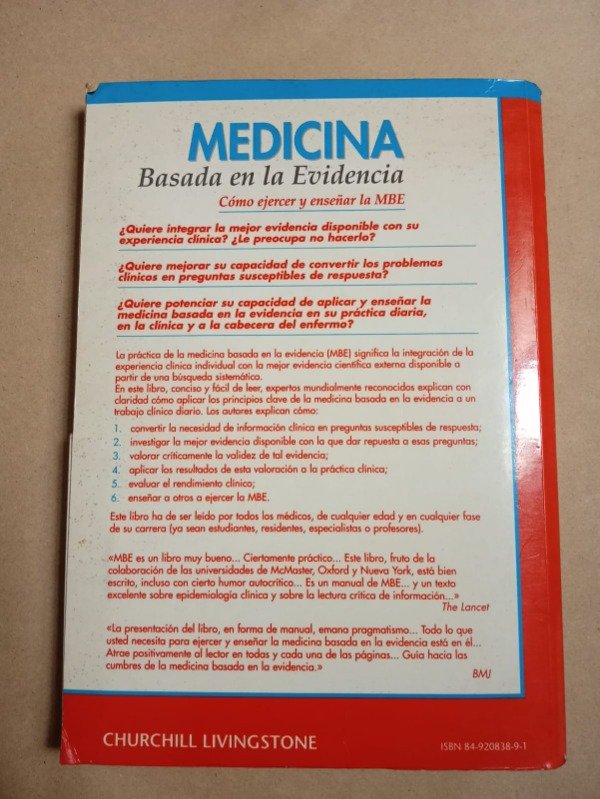 MEDICINA
Basada en la Evidencia
Cómo ejercer y enseñar la MBE
¿Quiere integrar la mejor evidencia disponible con su
experiencia clínica? ¿Le preocupa no hacerlo?
¿Quiere mejorar su capacidad de convertir los problemas
clínicos en preguntas susceptibles de respuesta?
¿Quiere potenciar su capacidad de aplicar y enseñar la
medicina basada en la evidencia en su práctica diaria,
en la clínica y a la cabecera del enfermo?
La práctica de la medicina basada en la evidencia (MBE) significa la integración de la
experiencia clínica individual con la mejor evidencia científica externa disponible a
partir de una búsqueda sistemática.
En este libro, conciso y fácil de leer, expertos mundialmente reconocidos explican con
claridad cómo aplicar los principios clave de la medicina basada en la evidencia a un
trabajo clínico diario. Los autores explican cómo:
1. convertir la necesidad de información clínica en preguntas susceptibles de respuesta;
2. investigar la mejor evidencia disponible con la que dar repuesta a esas preguntas;
3. valorar críticamente la validez de tal evidencia;
4. aplicar los resultados de esta valoración a la práctica clínica;
5. evaluar el rendimiento clínico;
6. enseñar a otros a ejercer la MBE.
Este libro ha de ser leído por todos los médicos, de cualquier edad y en cualquier fase
de su carrera (ya sean estudiantes, residentes, especialistas o profesores).
«MBE es un libro muy bueno... Ciertamente práctico... Este libro, fruto de la
colaboración de las universidades de McMaster, Oxford y Nueva York, está bien
escrito, incluso con cierto humor autocrítico... Es un manual de MBE... y un texto
excelente sobre epidemiología clínica y sobre la lectura crítica de información...»
The Lancet
«La presentación del libro, en forma de manual, emana pragmatismo... Todo lo que
usted necesita para ejercer y enseñar la medicina basada en la evidencia está en él...
Atrae positivamente al lector en todas y cada una de las páginas... Guía hacia las
cumbres de la medicina basada en la evidencia.»
BMJ
CHURCHILL LIVINGSTONE
ISBN 84-920838-9-1